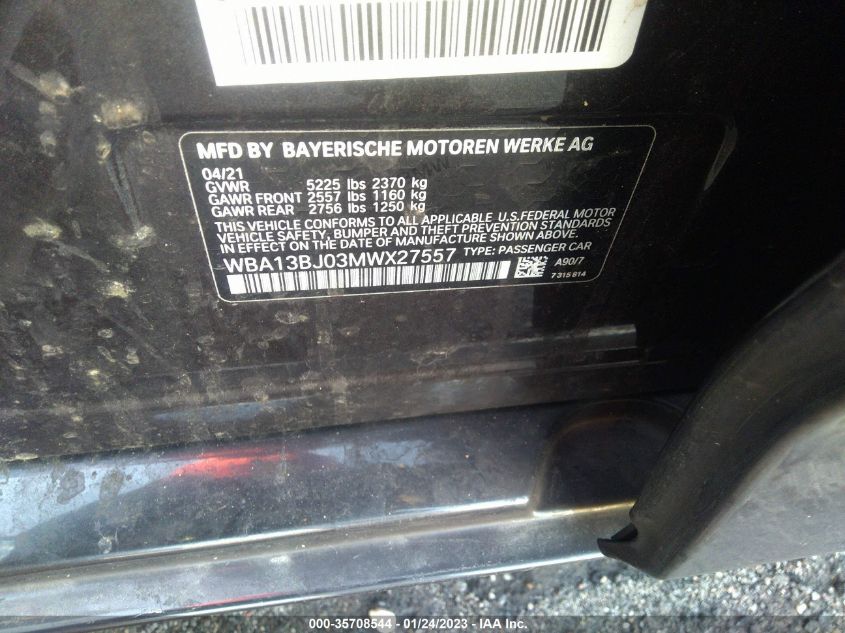 MFD BY BAYERISCHE MOTOREN WERKE AG
04/21
GVWR 5225 lbs 2370 kg
GAWR FRONT 2557 lbs 1160 kg
GAWR REAR 2756 lbs 1250 kg
THIS VEHICLE CONFORMS TO ALL APPLICABLE U.S.FEDERAL MOTOR
VEHICLE SAFETY, BUMPER AND THEFT PREVENTION STANDARDS
IN EFFECT ON THE DATE OF MANUFACTURE SHOWN ABOVE.
WBA13BJ03MWX27557 TYPE: PASSENGER CAR
A90/7
7315814
000-35708544 — 01/24/2023 — IAA Inc.